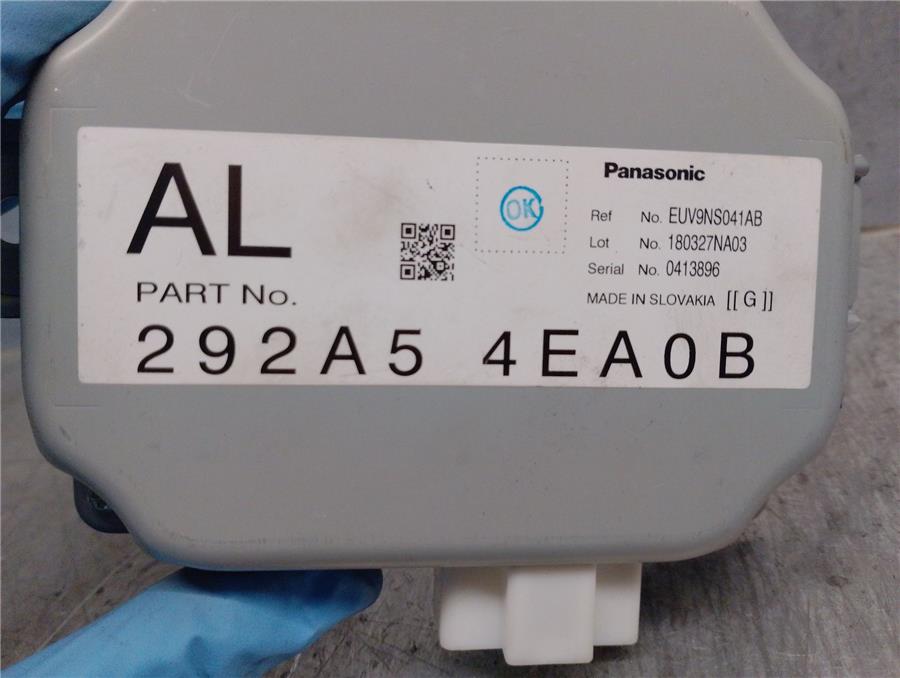 AL
PART No.
292A5 4EA0B
OK
Panasonic
Ref No. EUV9NS041AB
Lot No. 180327NA03
Serial No. 0413896
MADE IN SLOVAKIA [[ G ]]